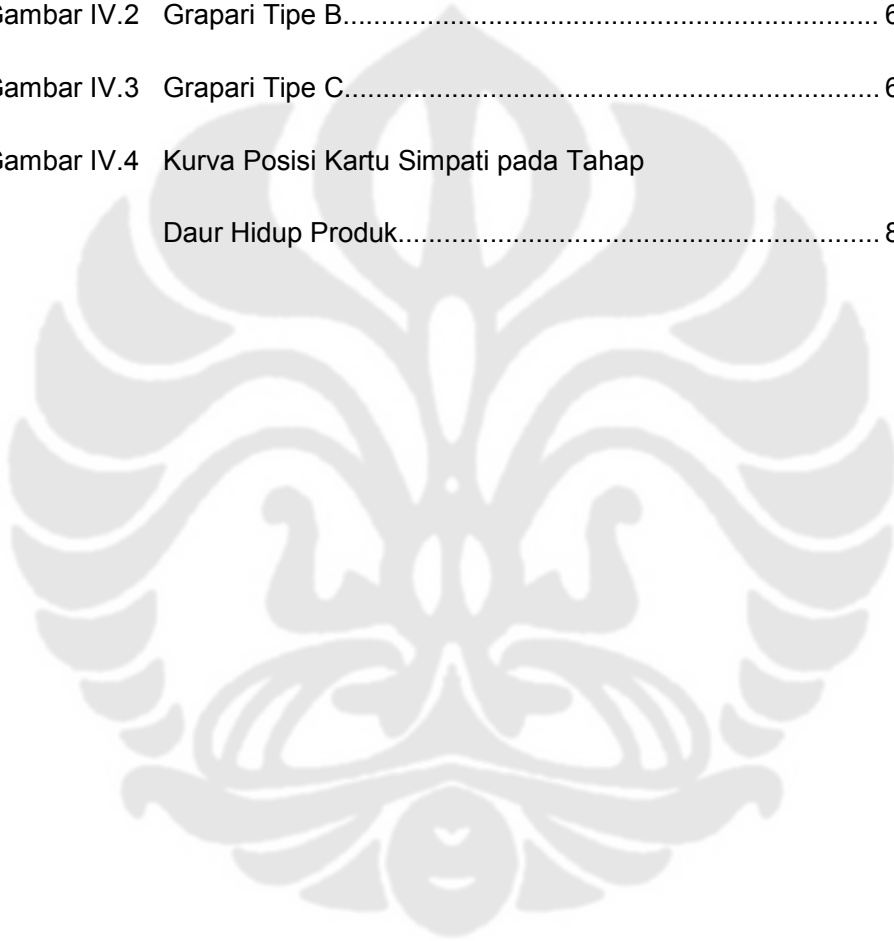 Gambar IV.2 Grapari Tipe B................................................................................. 6
Gambar IV.3 Grapari Tipe C................................................................................. 6
Gambar IV.4 Kurva Posisi Kartu Simpati pada Tahap
Daur Hidup Produk......................................................................... 8